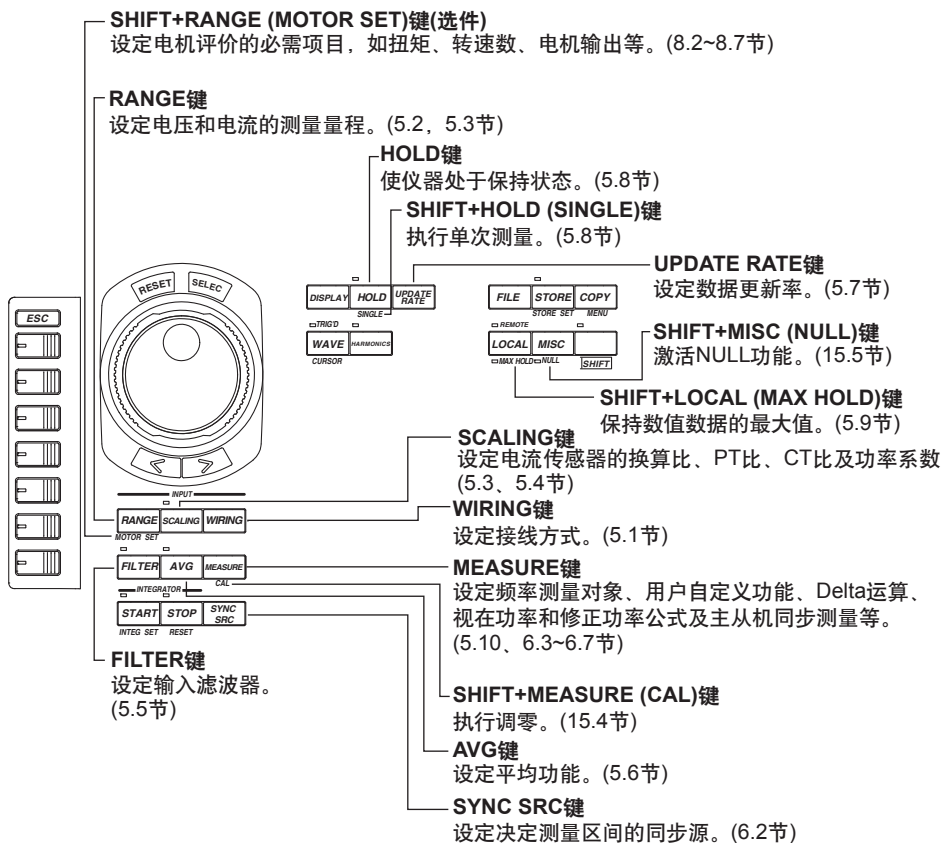 SHIFT+RANGE (MOTOR SET)键(选件)
设定电机评价的必需项目，如扭矩、转速数、电机输出等。(8.2~8.7节)
RANGE键
设定电压和电流的测量量程。(5.2，5.3节)
HOLD键
使仪器处于保持状态。(5.8节)
SHIFT+HOLD (SINGLE)键
执行单次测量。(5.8节)
UPDATE RATE键
设定数据更新率。(5.7节)
SHIFT+MISC (NULL)键
激活NULL功能。(15.5节)
SHIFT+LOCAL (MAX HOLD)键
保持数值数据的最大值。(5.9节)
ESC
RESET
SELEC
DISPLAY
HOLD
UPDATE
RATE
SINGLE
TRIG'D
WAVE
HARMONICS
CURSOR
FILE
STORE
COPY
STORE SET
MENU
REMOTE
LOCAL
MISC
MAX HOLD
NULL
SHIFT
INPUT
RANGE
SCALING
WIRING
MOTOR SET
FILTER
AVG
MEASURE
CAL
INTEGRATOR
START
STOP
SYNC
SRC
INTEG SET
RESET
SCALING键
设定电流传感器的换算比、PT比、CT比及功率系数
(5.3、5.4节)
WIRING键
设定接线方式。(5.1节)
MEASURE键
设定频率测量对象、用户自定义功能、Delta运算、
视在功率和修正功率公式及主从机同步测量等。
(5.10、6.3~6.7节)
FILTER键
设定输入滤波器。
(5.5节)
SHIFT+MEASURE (CAL)键
执行调零。(15.4节)
AVG键
设定平均功能。(5.6节)
SYNC SRC键
设定决定测量区间的同步源。(6.2节)